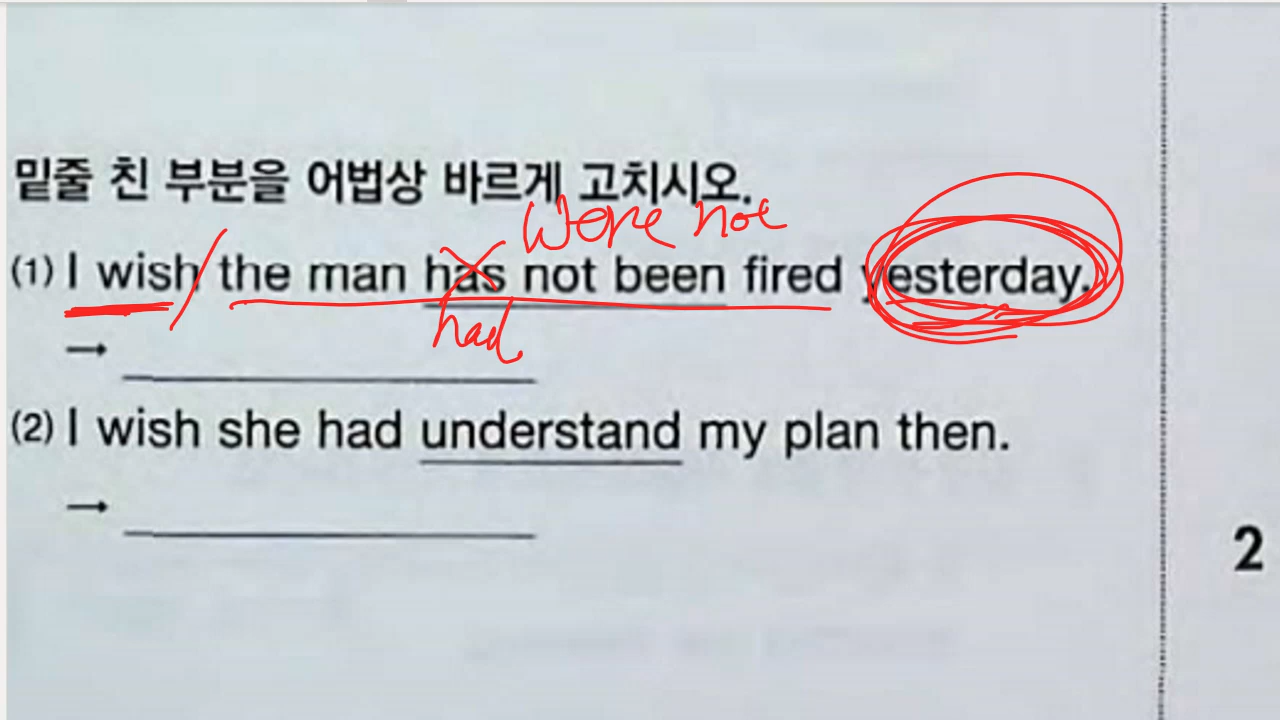 밑줄 친 부분을 어법상 바르게 고치시오.
were not
(1) I wish the man has not been fired yesterday.
had
→
(2) I wish she had understand my plan then.
→
2